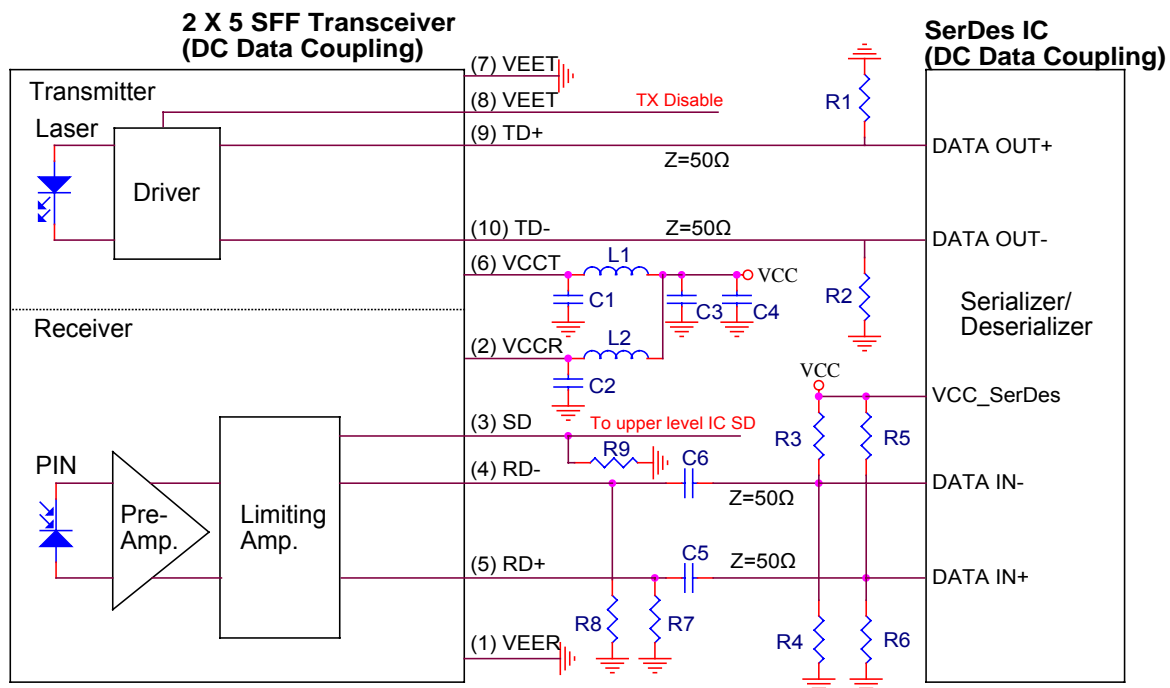 2 X 5 SFF Transceiver
(DC Data Coupling)
SerDes IC
(DC Data Coupling)
(7) VEET
Transmitter
(8) VEET
TX Disable
R1
Laser
(9) TD+
DATA OUT+
Z=50Ω
Driver
(10) TD-
Z=50Ω
DATA OUT-
(6) VCCT
L1
VCC
C1
C3
C4
R2
Serializer/
Deserializer
Receiver
(2) VCCR
L2
C2
VCC
VCC_SerDes
(3) SD
To upper level IC SD
R3
R5
R9
PIN
(4) RD-
C6
Z=50Ω
DATA IN-
Pre-
Amp.
Limiting
Amp.
(5) RD+
C5
Z=50Ω
DATA IN+
R8
R7
R4
R6
(1) VEER